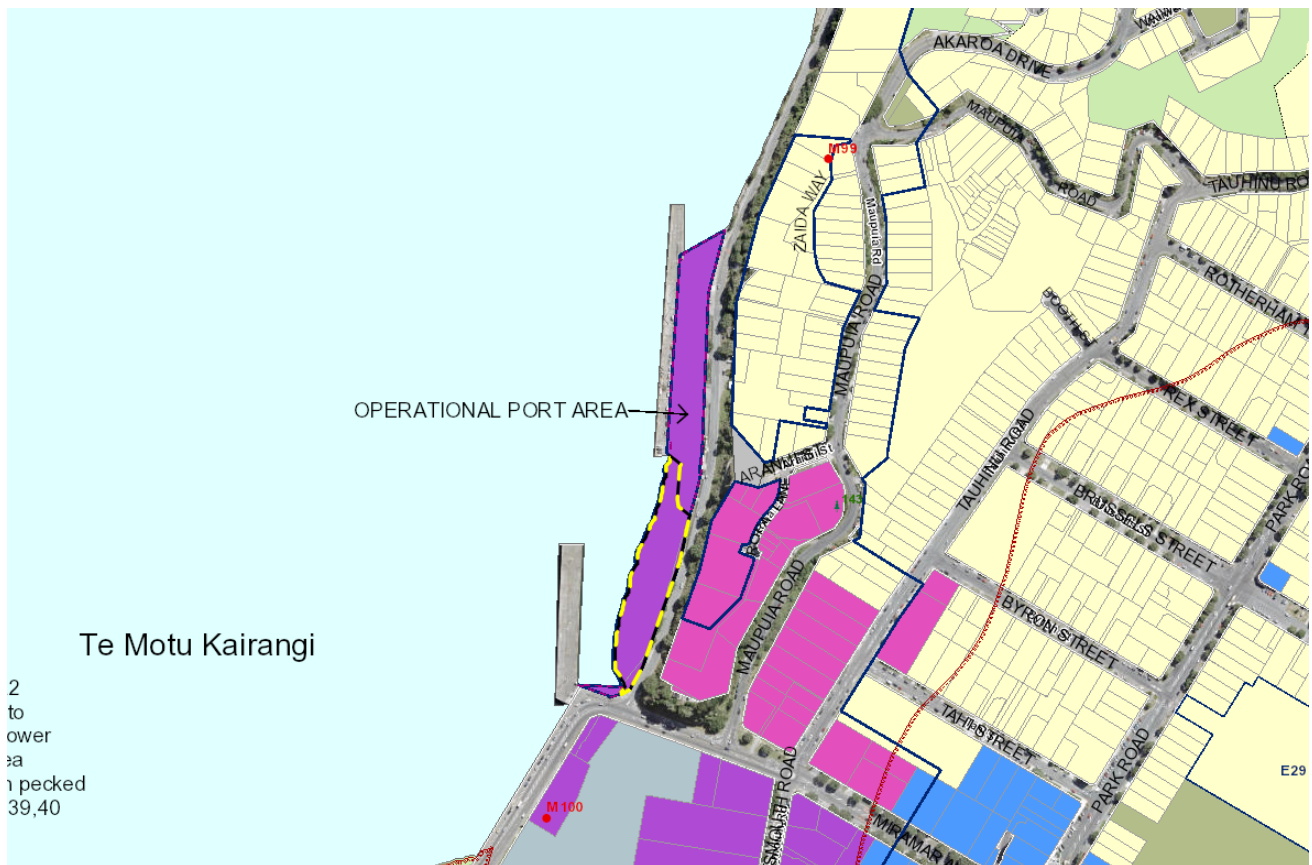 AKAROA DRIVE
MAUPUIA
ROAD
M99
TAUHINU RO
ZAIDA WAY
Maupuia Rd
ROTHERHAM
MAUPUIA ROAD
OPERATIONAL PORT AREA
REX STREET
TAUHINU ROAD
PARK ROA
BRUSSELS STREET
143
BYRON STREET
MAUPUIA ROAD
Te Motu Kairangi
2
to
ower
ea
n pecked
39,40
TAHI STREET
PARK ROAD
E29
M100
MIRAMAR